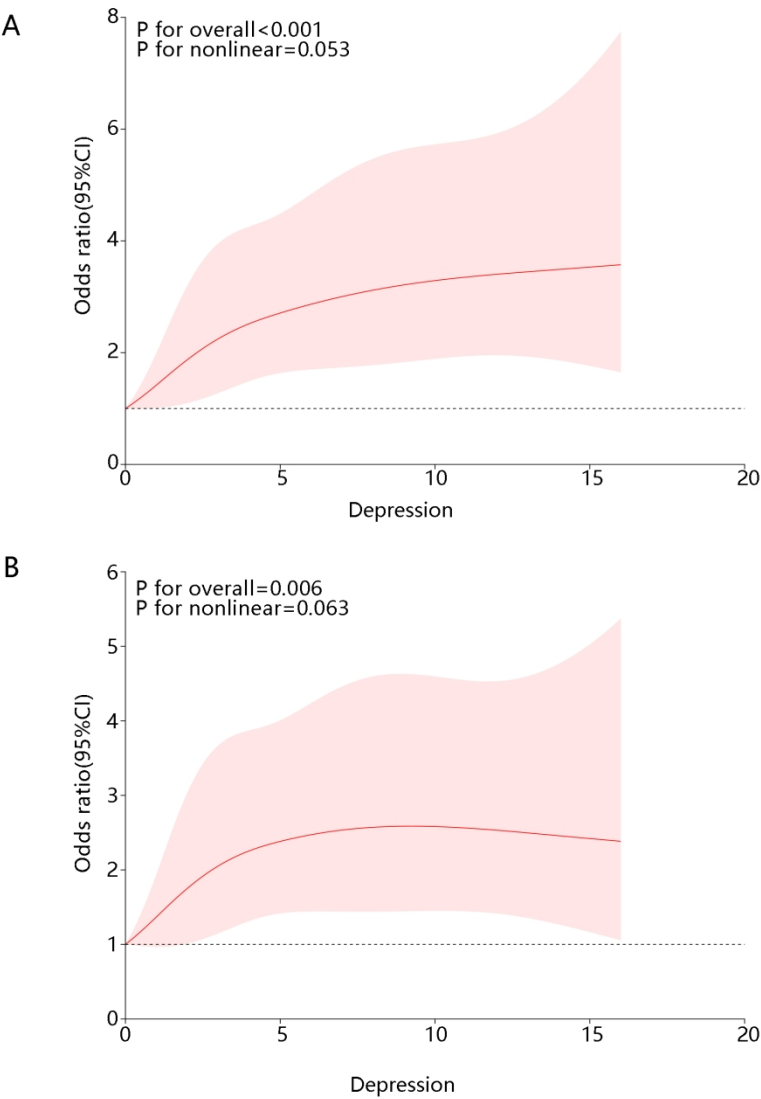 A
P for overall<0.001
P for nonlinear=0.053
Odds ratio(95%CI)
8
6
4
2
0
0 5 10 15 20
Depression
B
P for overall=0.006
P for nonlinear=0.063
Odds ratio(95%CI)
6
5
4
3
2
1
0
0 5 10 15 20
Depression